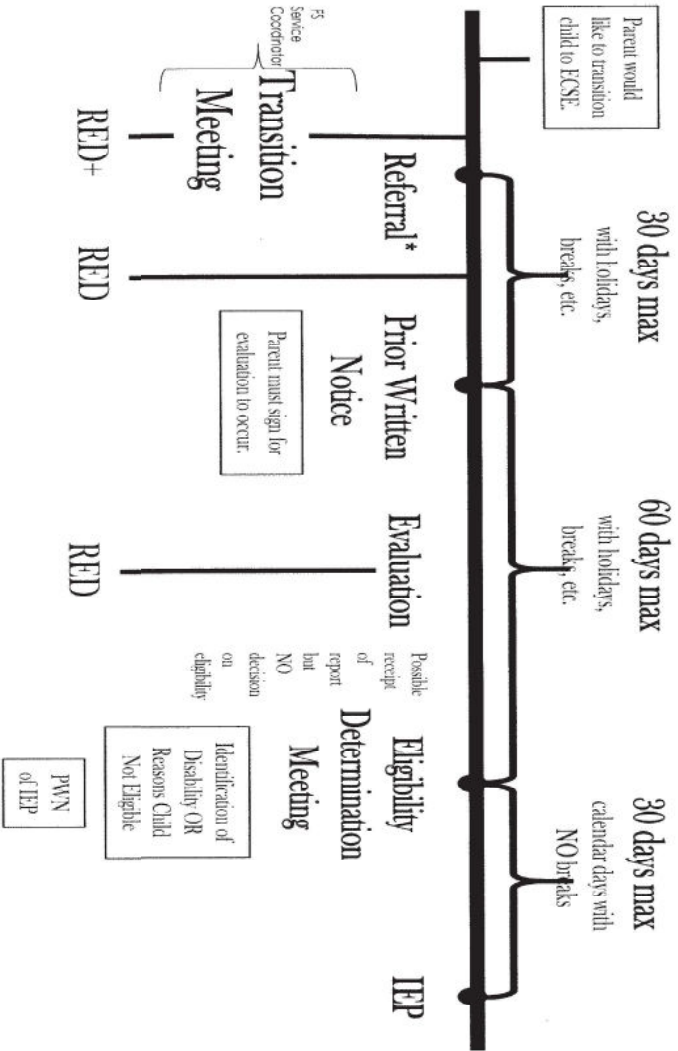 Parent would
like to transition
child to ECSE.
30 days max
with holidays,
breaks, etc.
60 days max
with holidays,
breaks, etc.
30 days max
calendar days with
NO breaks
FS
Service
Coordinator
Transition
Meeting
RED+
Referral*
RED
Prior Written
Notice
Parent must sign for
evaluation to occur.
Evaluation
RED
Possible
receipt
of
report
but
NO
decision
on
eligibility
Eligibility
Determination
Meeting
Identification of
Disability OR
Reasons Child
Not Eligible
PWN
of IEP
IEP